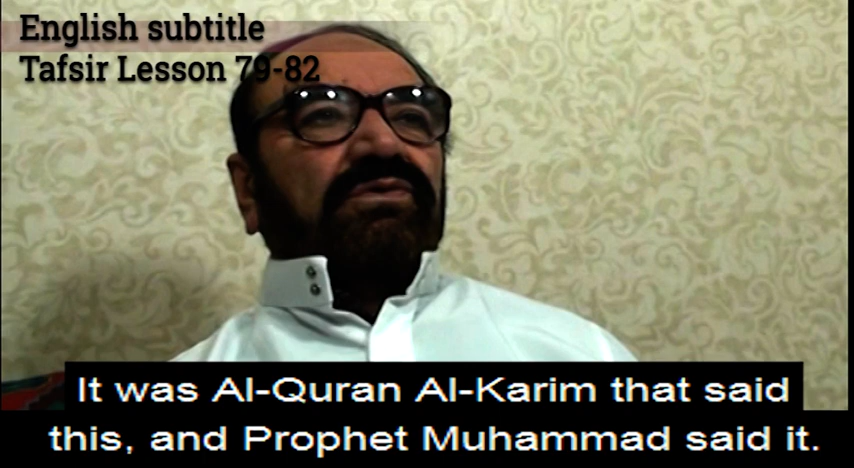 English subtitle
Tafsir Lesson 79-82
It was Al-Quran Al-Karim that said
this, and Prophet Muhammad said it.